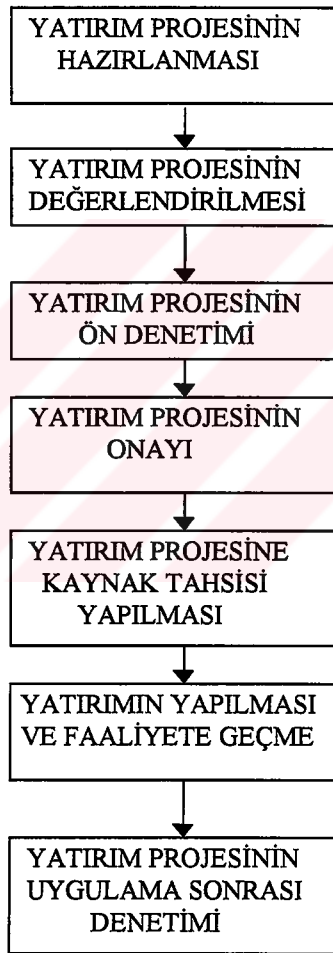 YATIRIM PROJESİNİN
HAZIRLANMASI
YATIRIM PROJESİNİN
DEĞERLENDİRİLMESİ
YATIRIM PROJESİNİN
ÖN DENETİMİ
YATIRIM PROJESİNİN
ONAYI
YATIRIM PROJESİNE
KAYNAK TAHSİSİ
YAPILMASI
YATIRIMIN YAPILMASI
VE FAALİYETE GEÇME
YATIRIM PROJESİNİN
UYGULAMA SONRASI
DENETİMİ